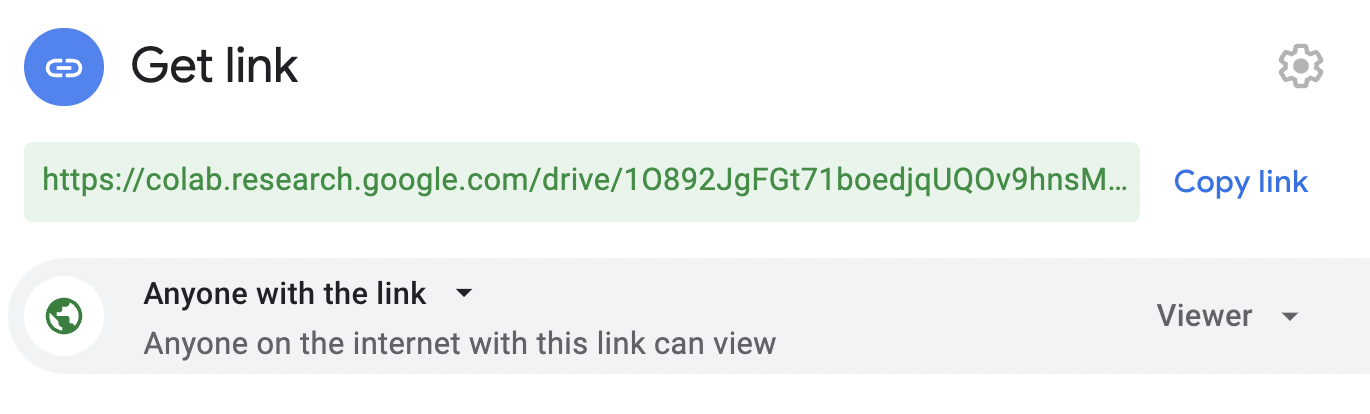 Get link
https://colab.research.google.com/drive/1O892JgFGt71boedjqUQOv9hnsM...
Copy link
Anyone with the link
Anyone on the internet with this link can view
Viewer